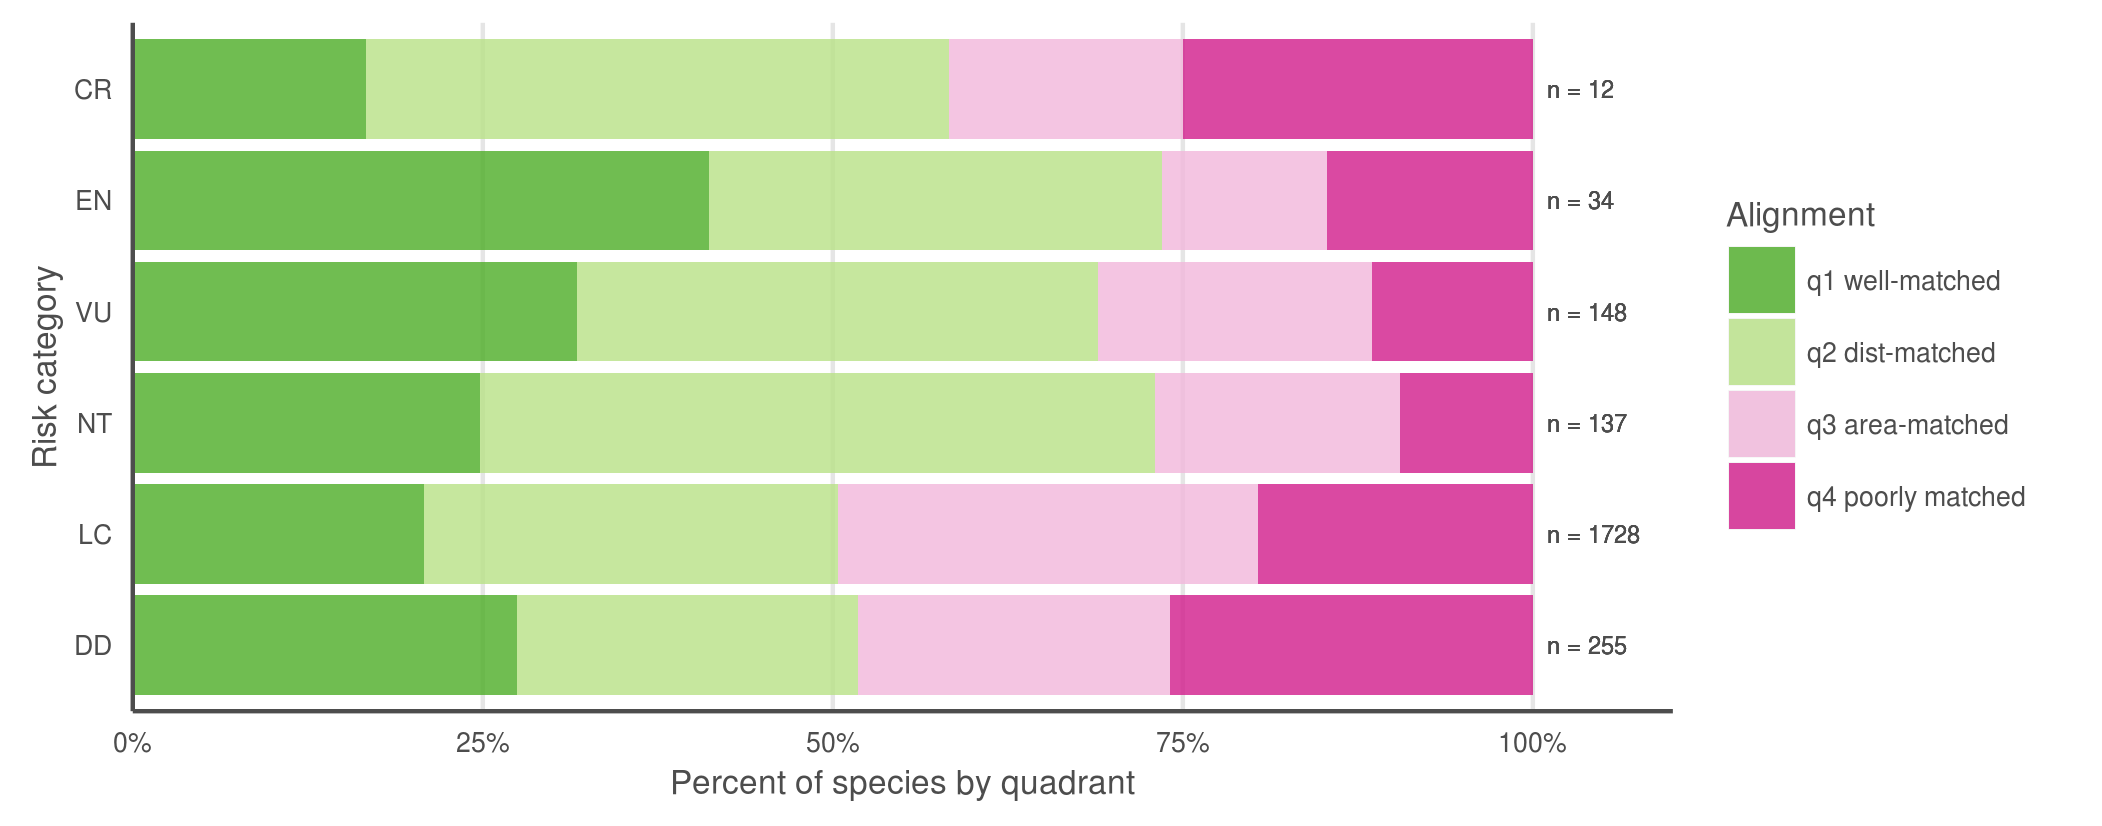 CR
n = 12
EN
n = 34
VU
n = 148
NT
n = 137
LC
n = 1728
DD
n = 255
0%
25%
50%
75%
100%
Percent of species by quadrant
Risk category
Alignment
q1 well-matched
q2 dist-matched
q3 area-matched
q4 poorly matched